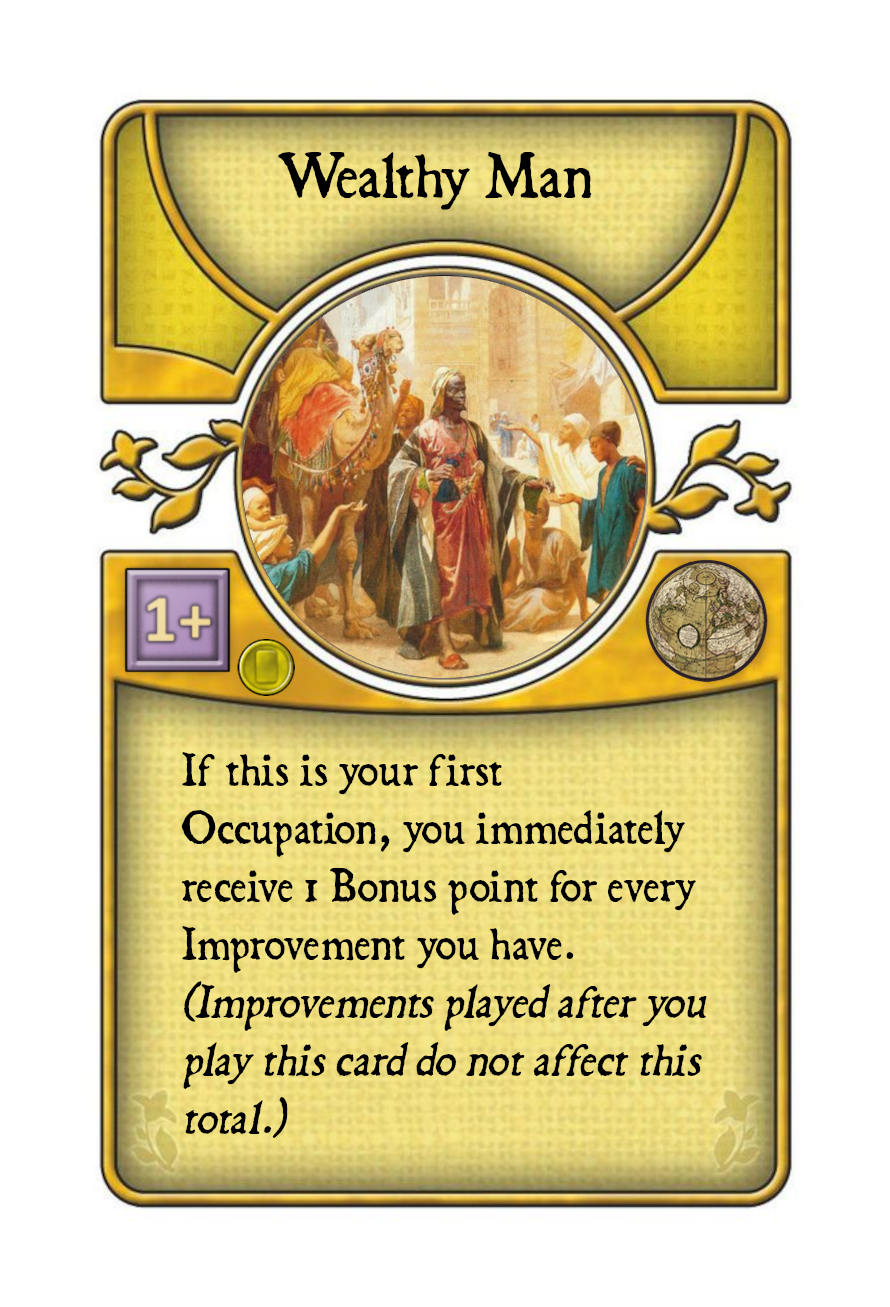 Wealthy Man
1+
If this is your first
Occupation, you immediately
receive 1 Bonus point for every
Improvement you have.
(Improvements played after you
play this card do not affect this
total.)